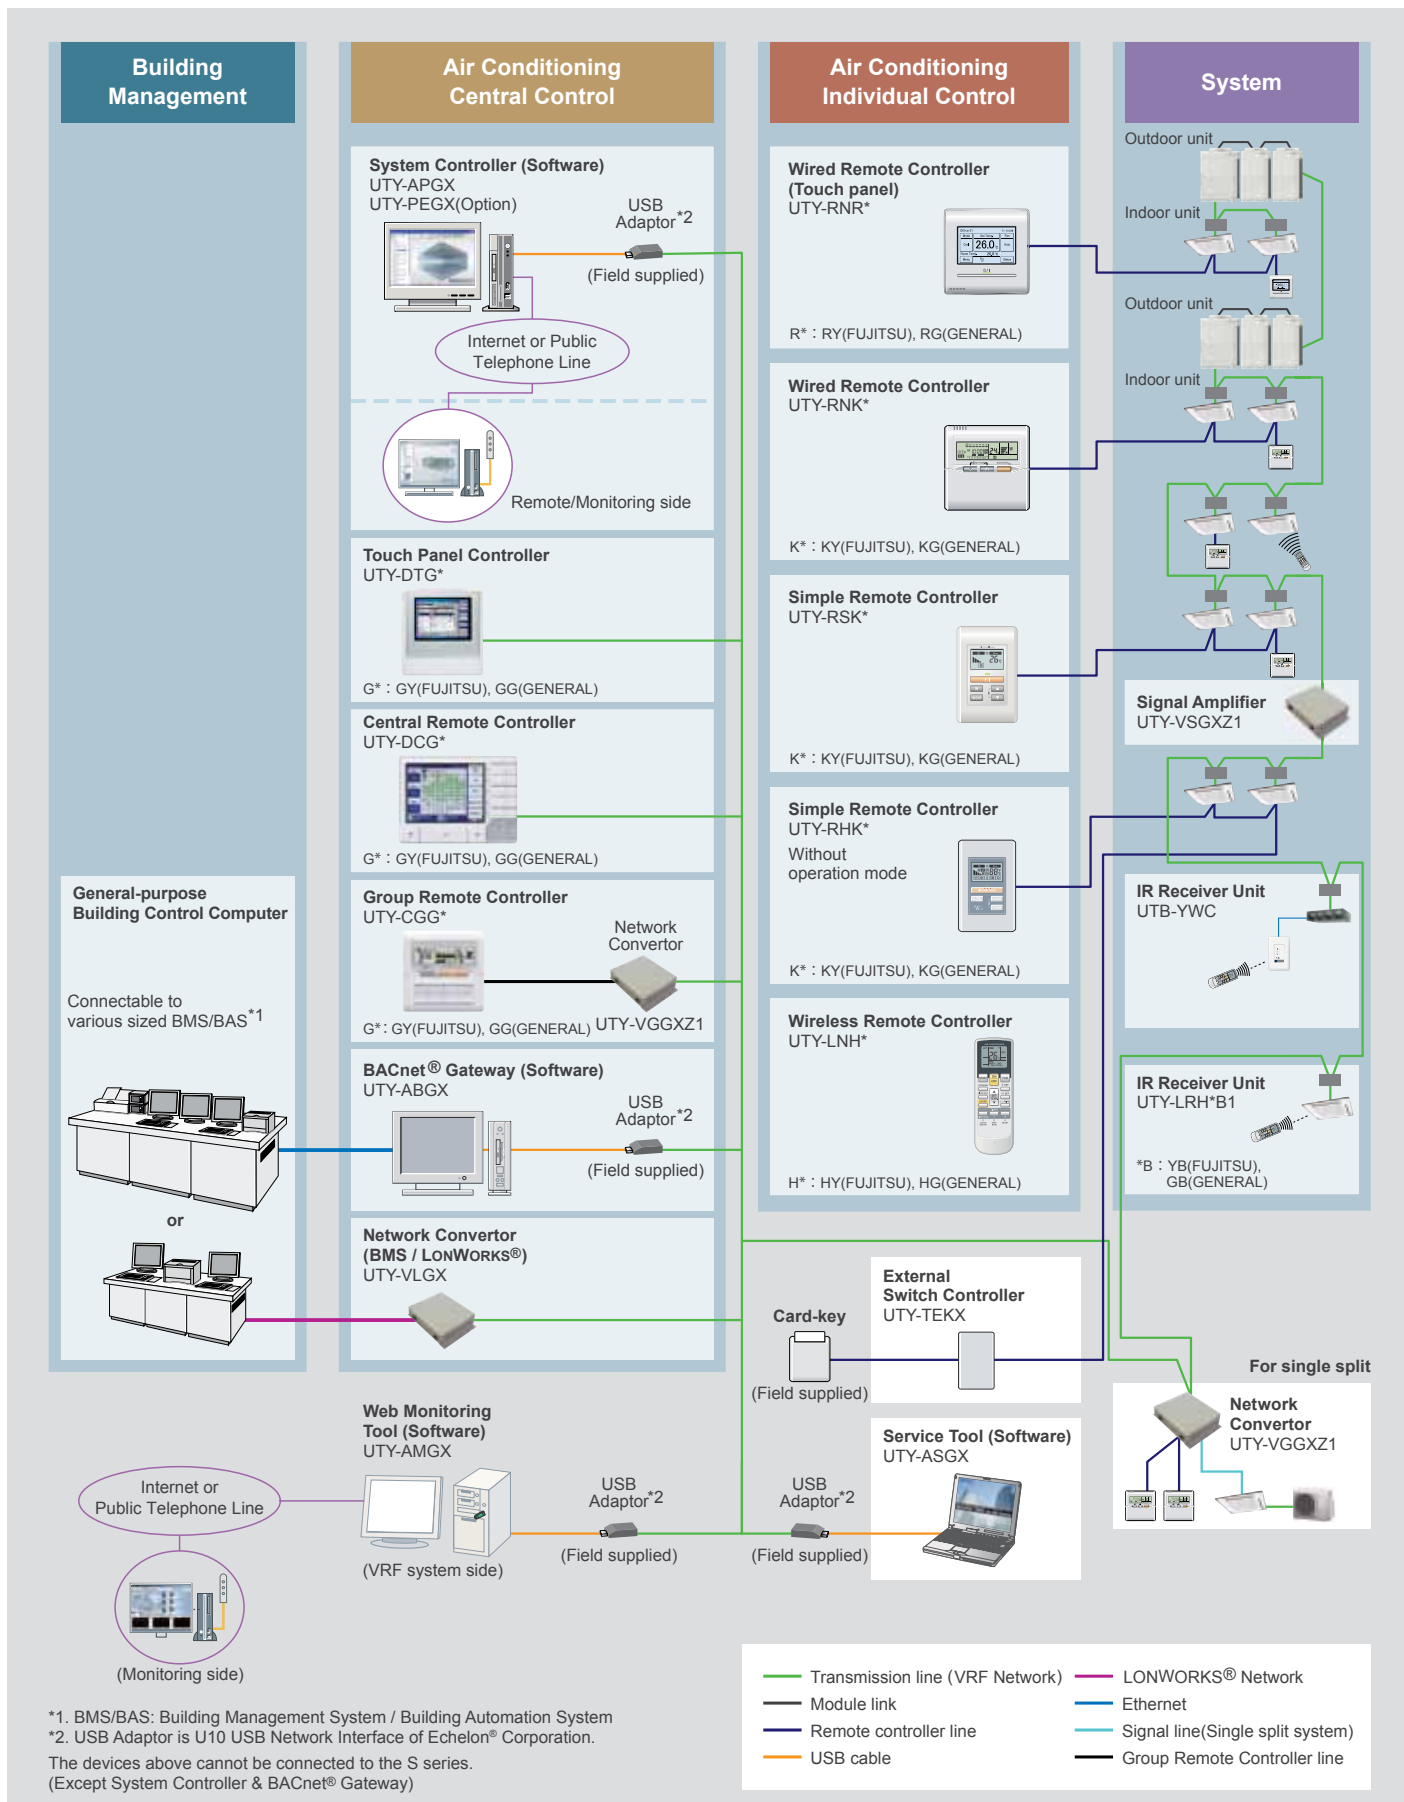 Building
Management
Air Conditioning
Central Control
Air Conditioning
Individual Control
System
System Controller (Software)
UTY-APGX
UTY-PEGX(Option)
USB
Adaptor*2
(Field supplied)
Internet or Public
Telephone Line
Remote/Monitoring side
Touch Panel Controller
UTY-DTG*
G* : GY(FUJITSU), GG(GENERAL)
Central Remote Controller
UTY-DCG*
G* : GY(FUJITSU), GG(GENERAL)
Group Remote Controller
UTY-CGG*
Network
Convertor
G* : GY(FUJITSU), GG(GENERAL)
UTY-VGGXZ1
BACnet® Gateway (Software)
UTY-ABGX
USB
Adaptor*2
(Field supplied)
Network Convertor
(BMS / LONWORKS®)
UTY-VLGX
General-purpose
Building Control Computer
Connectable to
various sized BMS/BAS*1
or
Wired Remote Controller
(Touch panel)
UTY-RNR*
26.0
R* : RY(FUJITSU), RG(GENERAL)
Wired Remote Controller
UTY-RNK*
K* : KY(FUJITSU), KG(GENERAL)
Simple Remote Controller
UTY-RSK*
K* : KY(FUJITSU), KG(GENERAL)
Simple Remote Controller
UTY-RHK*
Without
operation mode
K* : KY(FUJITSU), KG(GENERAL)
Wireless Remote Controller
UTY-LNH*
H* : HY(FUJITSU), HG(GENERAL)
Outdoor unit
Indoor unit
Outdoor unit
Indoor unit
Signal Amplifier
UTY-VSGXZ1
IR Receiver Unit
UTB-YWC
IR Receiver Unit
UTY-LRH*B1
*B : YB(FUJITSU),
GB(GENERAL)
External
Switch Controller
UTY-TEKX
Card-key
(Field supplied)
For single split
Network
Convertor
UTY-VGGXZ1
Web Monitoring
Tool (Software)
UTY-AMGX
(VRF system side)
USB
Adaptor*2
(Field supplied)
USB
Adaptor*2
(Field supplied)
Service Tool (Software)
UTY-ASGX
Internet or
Public Telephone Line
(Monitoring side)
Transmission line (VRF Network)
Module link
Remote controller line
USB cable
LONWORKS® Network
Ethernet
Signal line(Single split system)
Group Remote Controller line
*1. BMS/BAS: Building Management System / Building Automation System
*2. USB Adaptor is U10 USB Network Interface of Echelon® Corporation.
The devices above cannot be connected to the S series.
(Except System Controller & BACnet® Gateway)